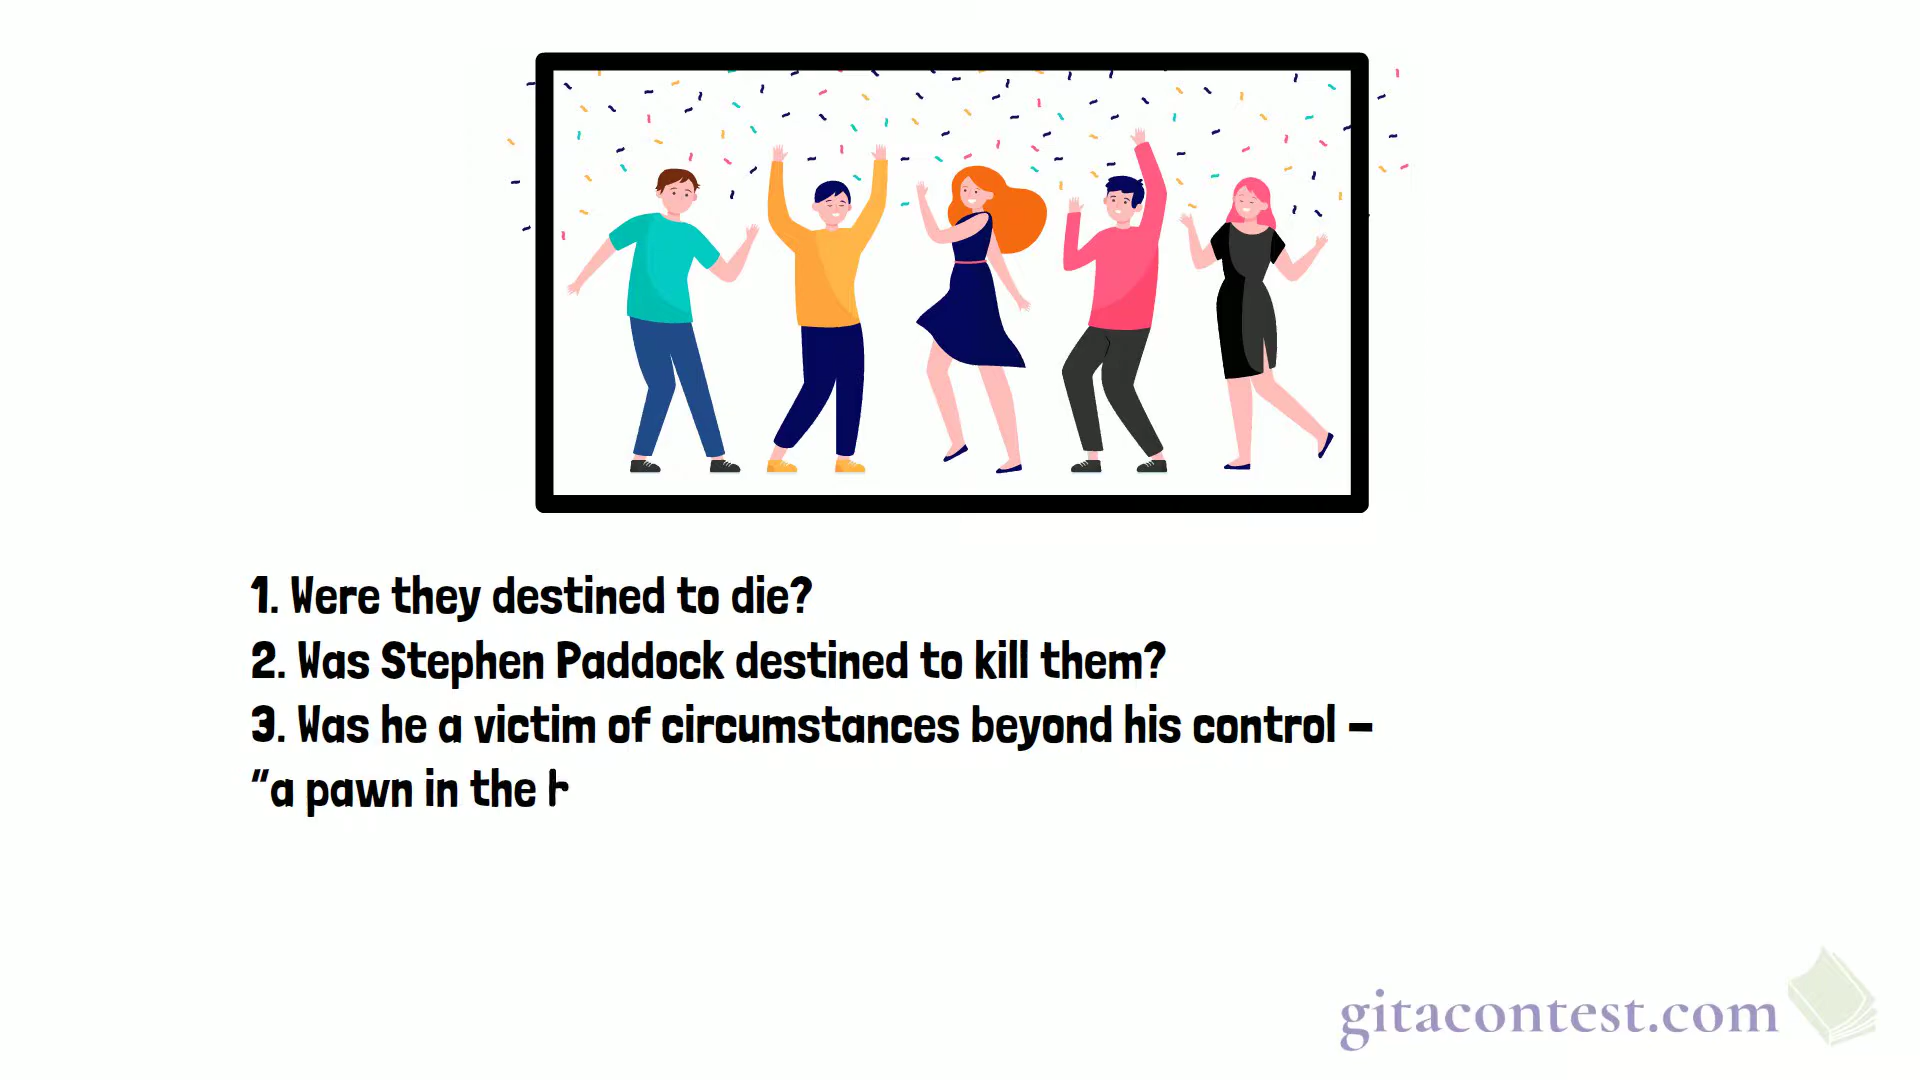 1. Were they destined to die?
2. Was Stephen Paddock destined to kill them?
3. Was he a victim of circumstances beyond his control –
"a pawn in the
gitacontest.com